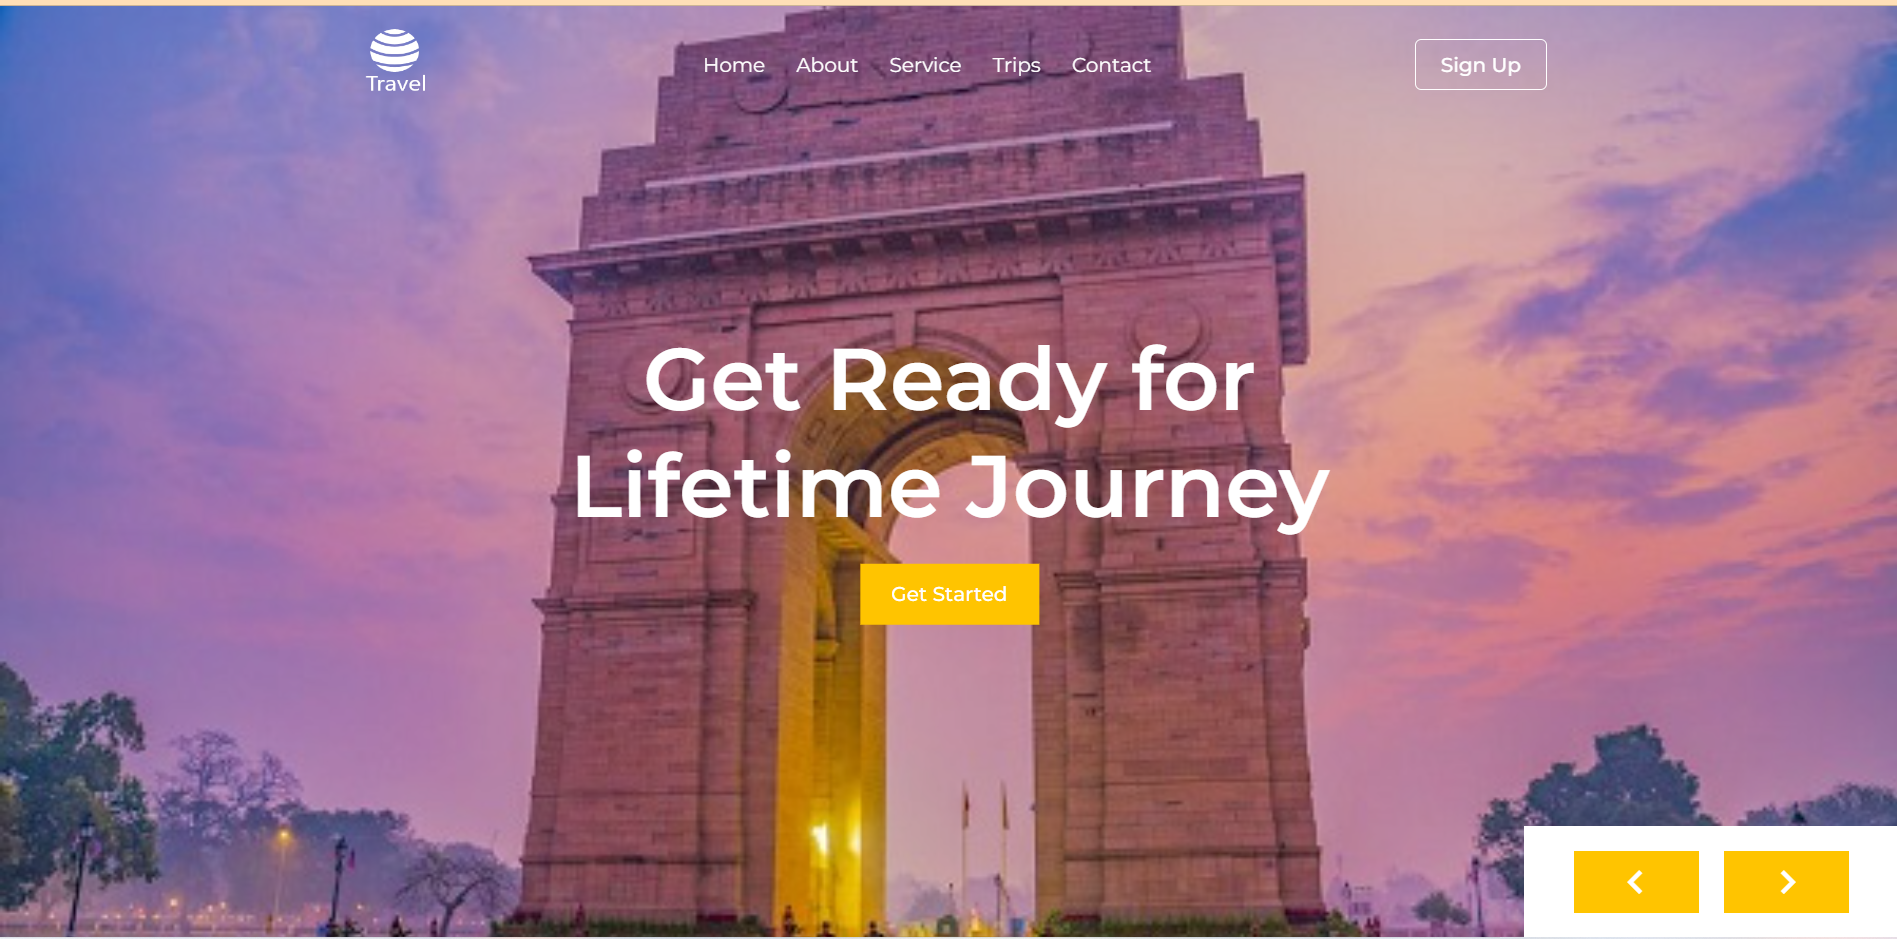 Travel
Home About Service Trips Contact
Sign Up
Get Ready for
Lifetime Journey
Get Started